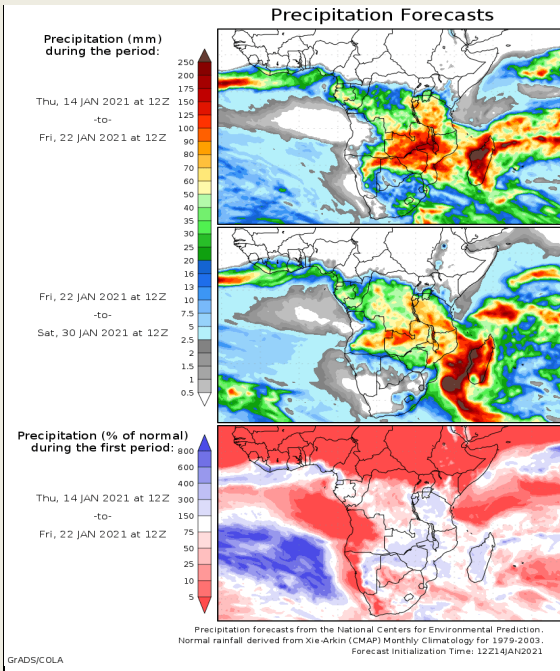 Precipitation Forecasts
Precipitation (mm)
during the period:
250
200
175
150
125
100
90
80
70
60
50
40
35
30
25
20
16
13
10
7.5
5
2.5
2
1.5
1
0.5
Thu, 14 JAN 2021 at 12Z
-to-
Fri, 22 JAN 2021 at 12Z
Fri, 22 JAN 2021 at 12Z
-to-
Sat, 30 JAN 2021 at 12Z
Precipitation (% of normal)
during the first period:
800
600
400
300
150
75
50
25
10
5
Thu, 14 JAN 2021 at 12Z
-to-
Fri, 22 JAN 2021 at 12Z
Precipitation forecasts from the National Centers for Environmental Prediction.
Normal rainfall derived from Xie-Arkin (CMAP) Monthly Climatology for 1979-2003.
Forecast Initialization Time: 12Z14JAN2021
GrADS/COLA